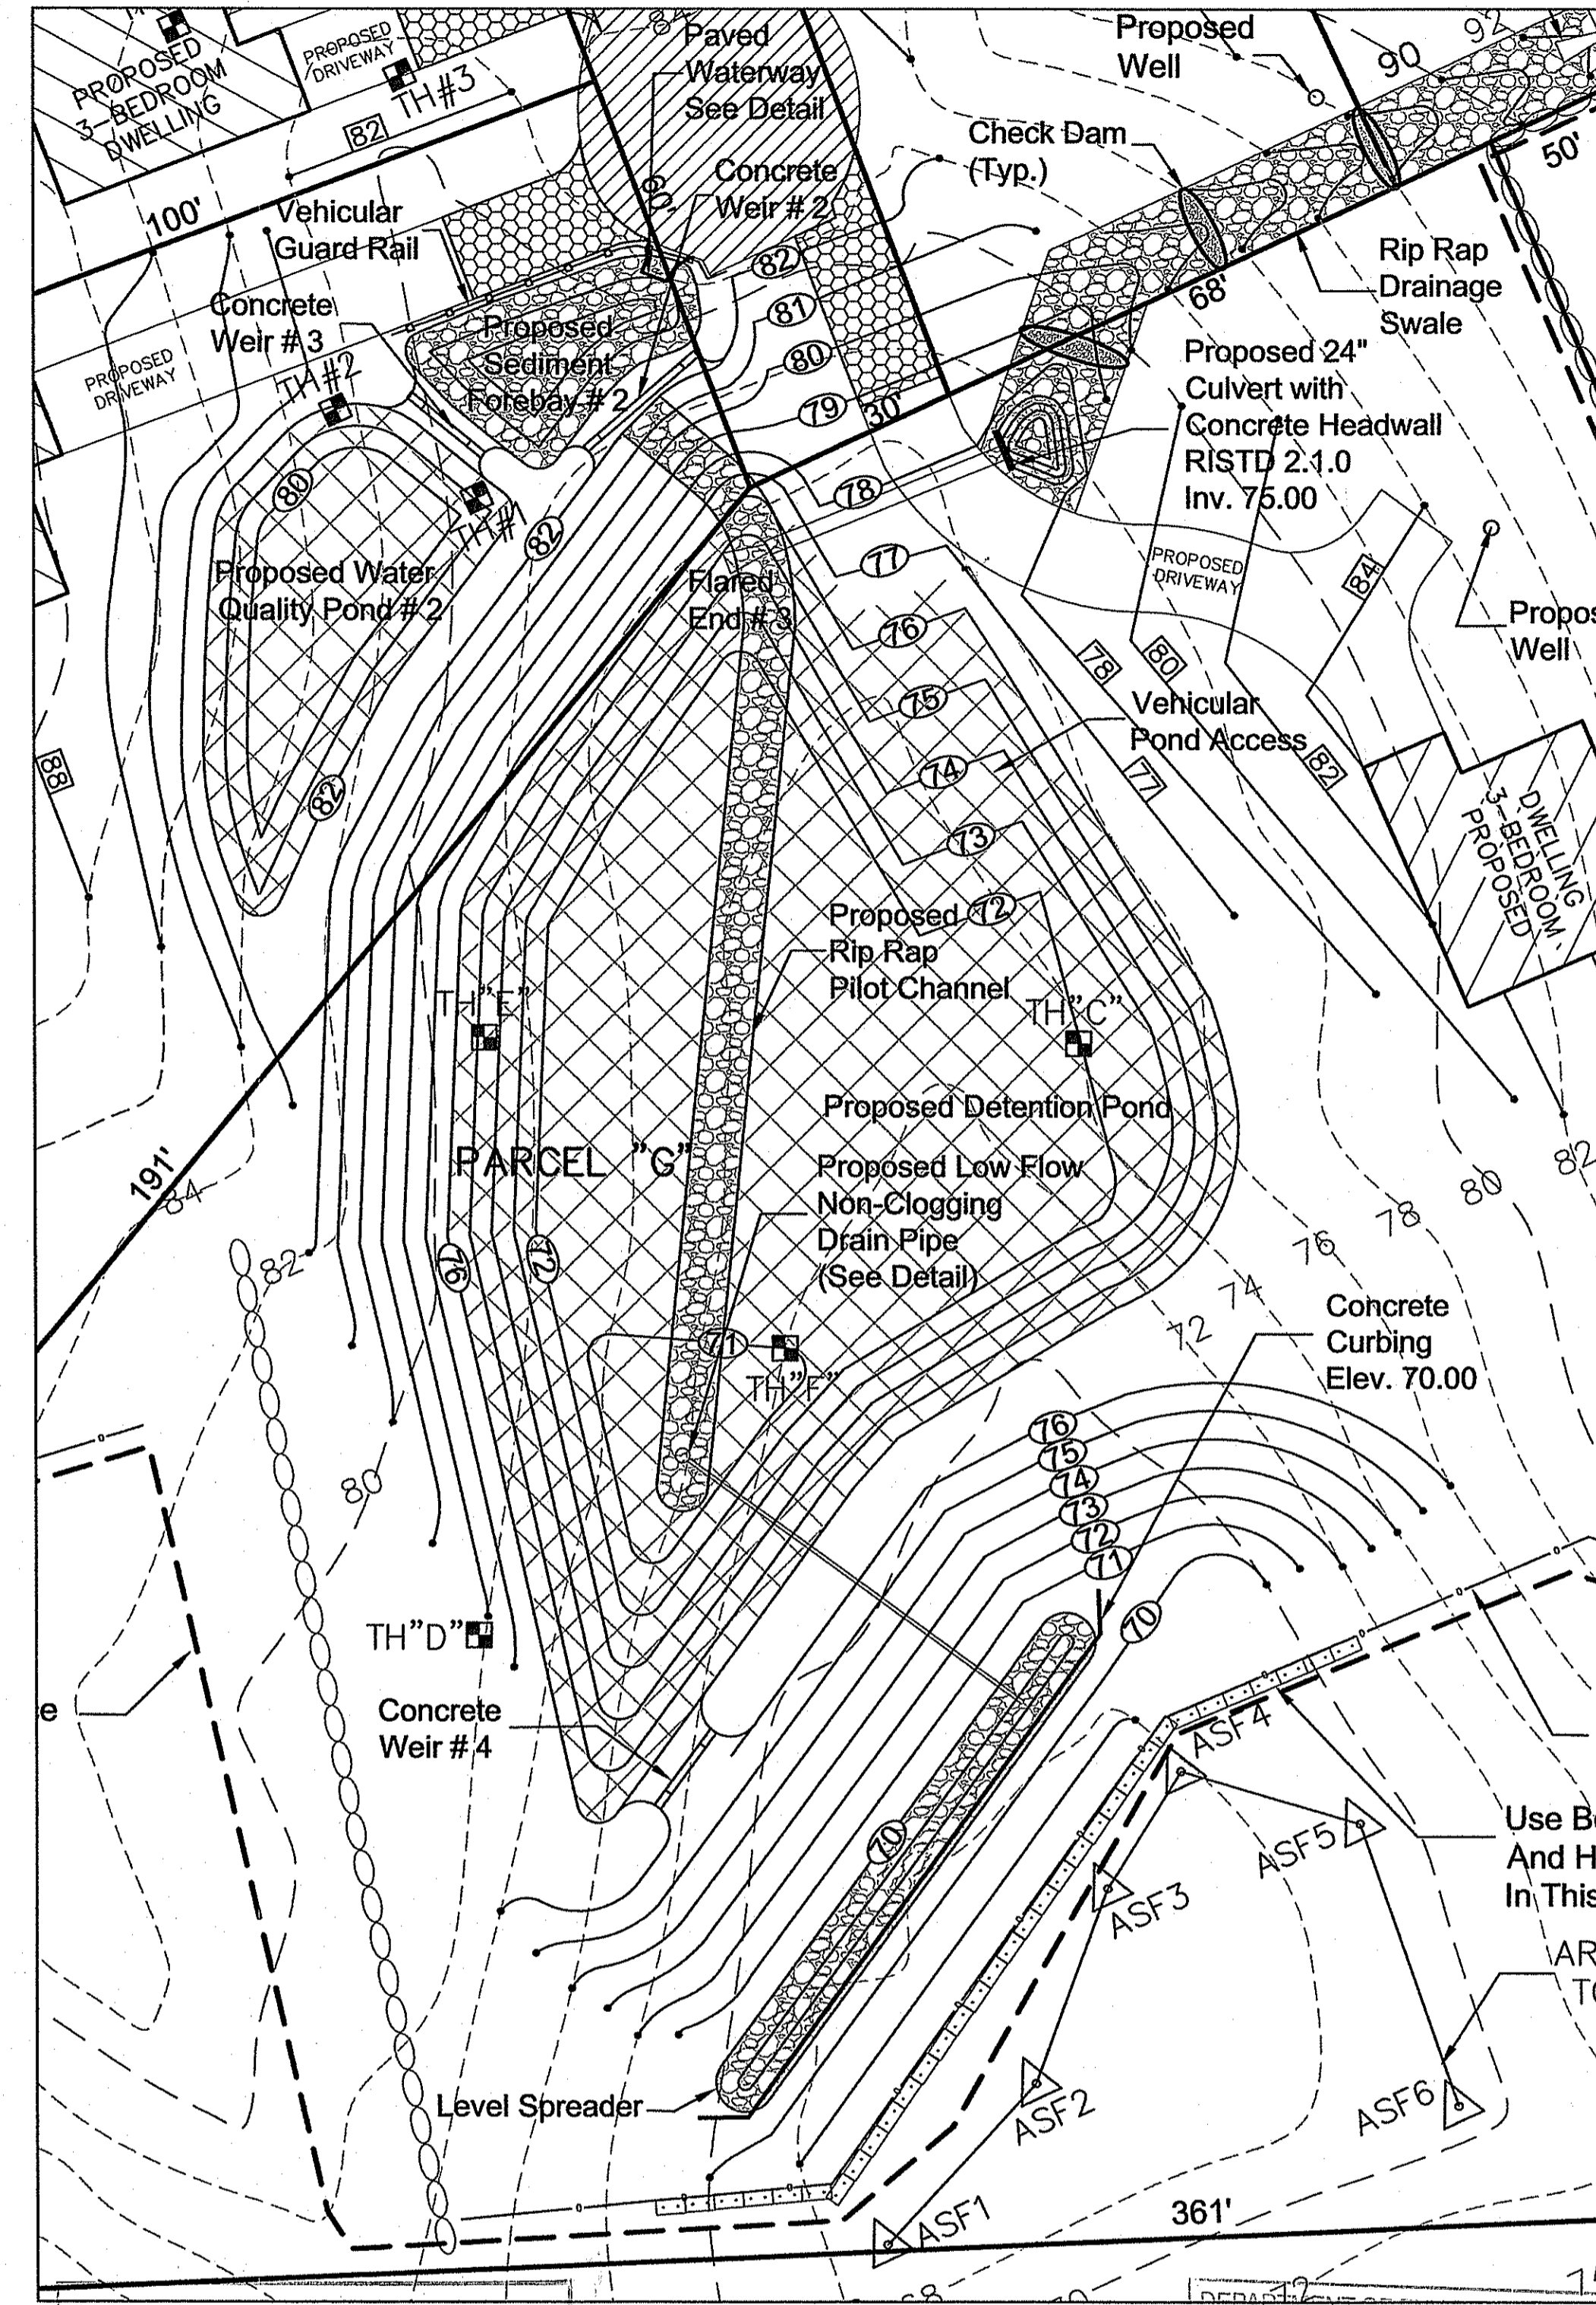 PROPOSED
3-BEDROOM
DWELLING
PROPOSED
DRIVEWAY
TH#3
82
100'
Paved
Waterway
See Detail
60'
Concrete
Weir # 2
Proposed
Well
90
92
50'
Check Dam
(Typ.)
Vehicular
Guard Rail
Concrete
Weir # 3
PROPOSED
DRIVEWAY
TH#2
Proposed
Sediment
Forebay # 2
82
81
80
79
30'
68'
Rip Rap
Drainage
Swale
Proposed 24"
Culvert with
Concrete Headwall
RISTD 2.1.0
Inv. 75.00
80
TH#1
82
78
77
76
75
74
73
72
Proposed Water
Quality Pond # 2
82
88
Flared
End # 3
PROPOSED
DRIVEWAY
84
Well
78
80
Vehicular
Pond Access
77
82
PROPOSED
3-BEDROOM
DWELLING
Proposed
Rip Rap
Pilot Channel
TH"E"
TH"C"
Proposed Detention Pond
PARCEL "G"
Proposed Low Flow
Non-Clogging
Drain Pipe
(See Detail)
191'
84
82
76
72
71
TH"F"
82
80
78
76
74
72
Concrete
Curbing
Elev. 70.00
76
75
74
73
72
71
70
80
TH"D"
Concrete
Weir # 4
e
70
ASF4
ASF5
ASF3
Use
And
In This
ASF2
ASF6
Level Spreader
ASF1
361'
68
72